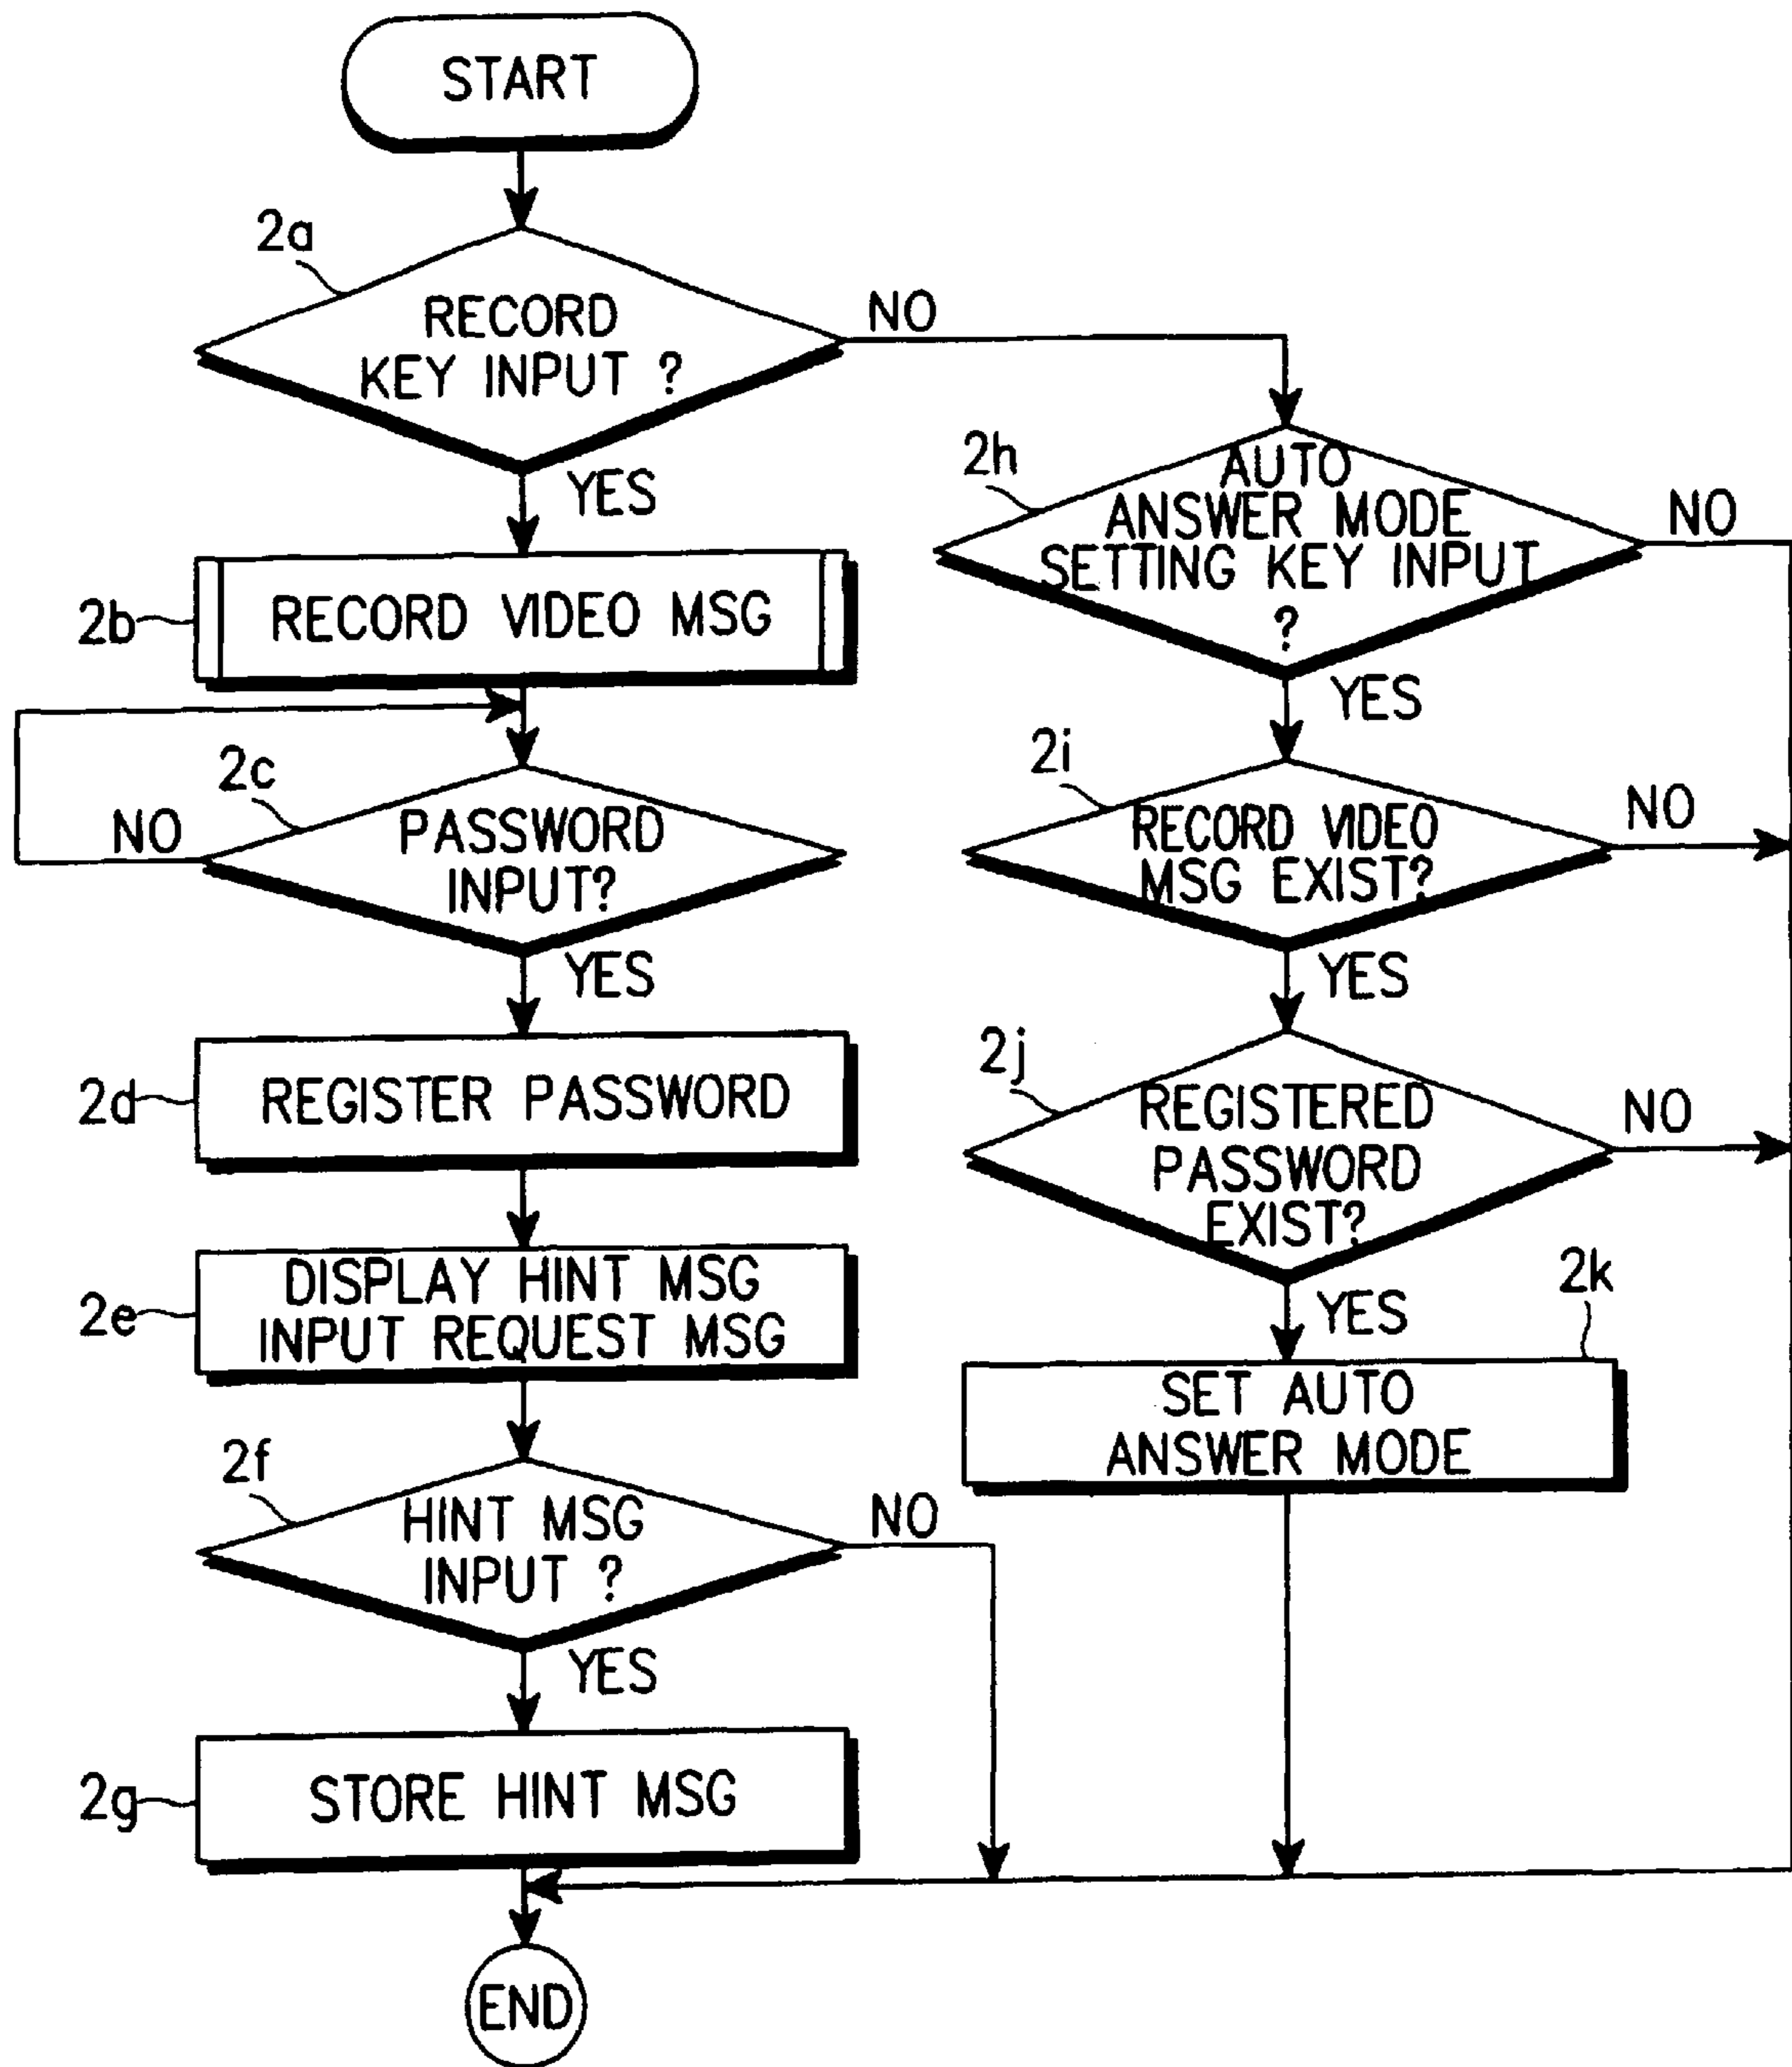 START
2a
RECORD
KEY INPUT ?
NO
YES
2b
RECORD VIDEO MSG
2c
PASSWORD
INPUT?
NO
YES
2d
REGISTER PASSWORD
2e
DISPLAY HINT MSG
INPUT REQUEST MSG
2f
HINT MSG
INPUT ?
NO
YES
2g
STORE HINT MSG
END
2h
AUTO
ANSWER MODE
SETTING KEY INPUT
?
NO
YES
2i
RECORD VIDEO
MSG EXIST?
NO
YES
2j
REGISTERED
PASSWORD
EXIST?
NO
YES
2k
SET AUTO
ANSWER MODE